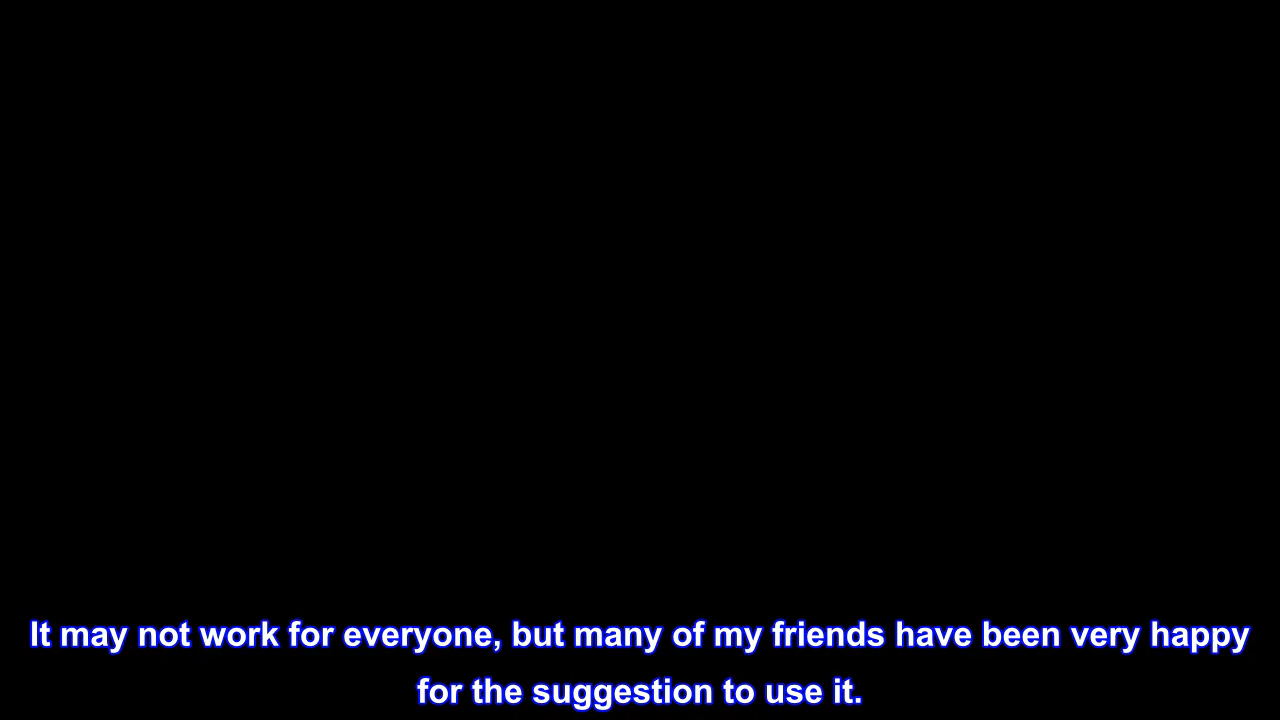 It may not work for everyone, but many of my friends have been very happy
for the suggestion to use it.